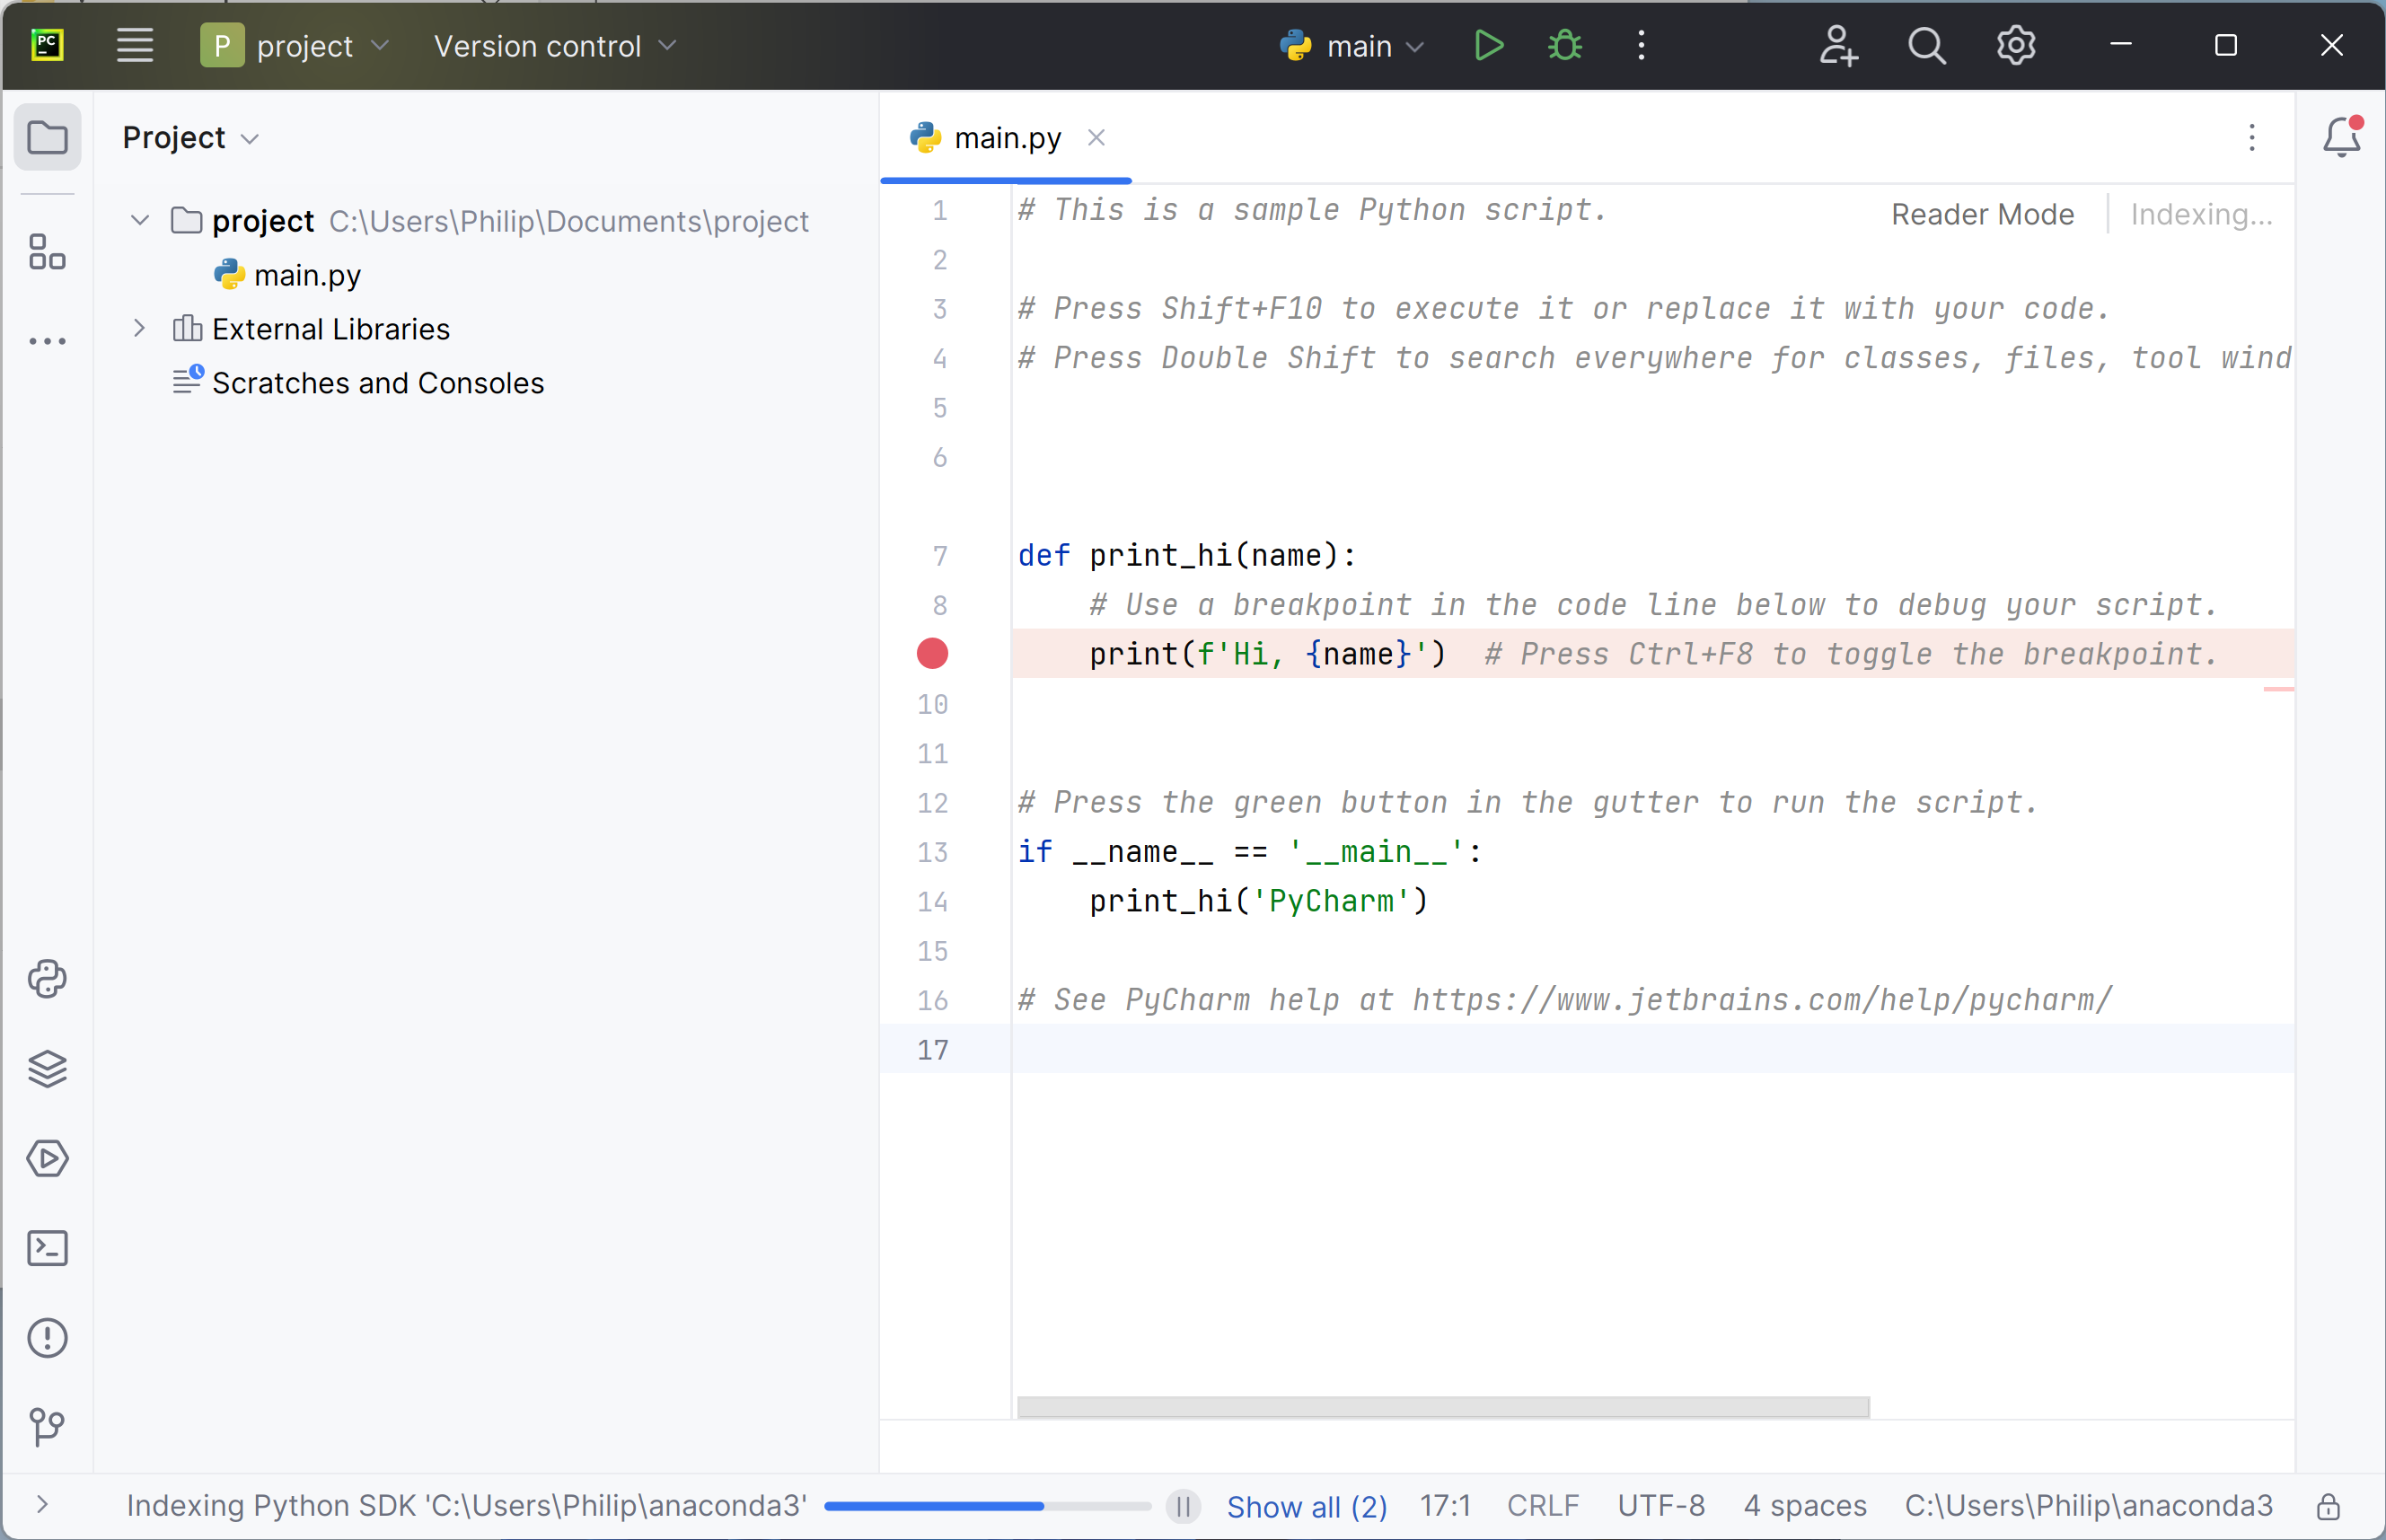 PC
P project Version control main
Project
main.py
project C:\Users\Philip\Documents\project
main.py
External Libraries
Scratches and Consoles
Reader Mode Indexing...
1 # This is a sample Python script.
2
3 # Press Shift+F10 to execute it or replace it with your code.
4 # Press Double Shift to search everywhere for classes, files, tool wind
5
6
7 def print_hi(name):
8 # Use a breakpoint in the code line below to debug your script.
print(f'Hi, {name}') # Press Ctrl+F8 to toggle the breakpoint.
10
11
12 # Press the green button in the gutter to run the script.
13 if __name__ == '__main__':
14 print_hi('PyCharm')
15
16 # See PyCharm help at https://www.jetbrains.com/help/pycharm/
17
Indexing Python SDK 'C:\Users\Philip\anaconda3' Show all (2) 17:1 CRLF UTF-8 4 spaces C:\Users\Philip\anaconda3